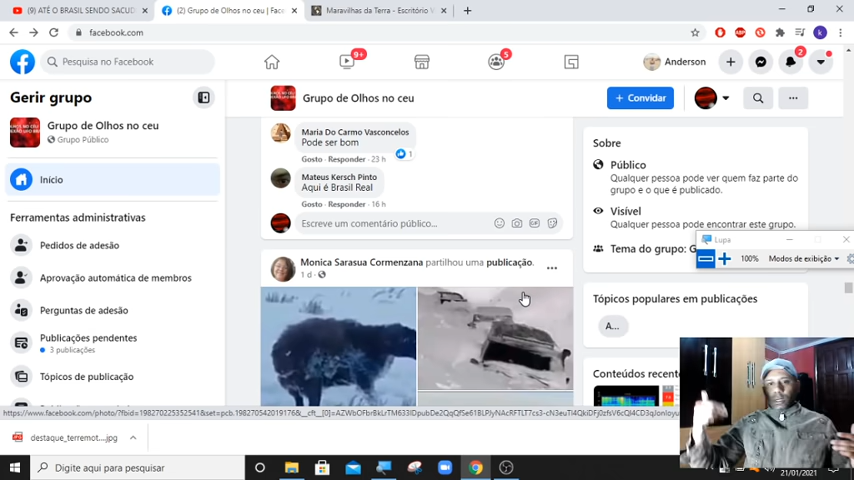 (9) ATÉ O BRASIL SENDO SACUD
(2) Grupo de Olhos no ceu | Face
Maravilhas da Terra - Escritório V
facebook.com
Pesquisa no Facebook
9+
5
Anderson
2
Gerir grupo
Grupo de Olhos no ceu
Grupo Público
Início
Ferramentas administrativas
Pedidos de adesão
Aprovação automática de membros
Perguntas de adesão
Publicações pendentes
3 publicações
Tópicos de publicação
Grupo de Olhos no ceu
+ Convidar
Maria Do Carmo Vasconcelos
Pode ser bom
Gosto · Responder · 23 h
1
Mateus Kersch Pinto
Aqui é Brasil Real
Gosto · Responder · 16 h
Escreve um comentário público...
Monica Sarasua Cormenzana partilhou uma publicação.
1 d
Sobre
Público
Qualquer pessoa pode ver quem faz parte do
grupo e o que é publicado.
Visível
Qualquer pessoa pode encontrar este grupo.
Tema do grupo: G
Lupa
100%
Modos de exibição
Tópicos populares em publicações
A...
Conteúdos recente
destaque_terremot....jpg
Digite aqui para pesquisar
21/01/2021